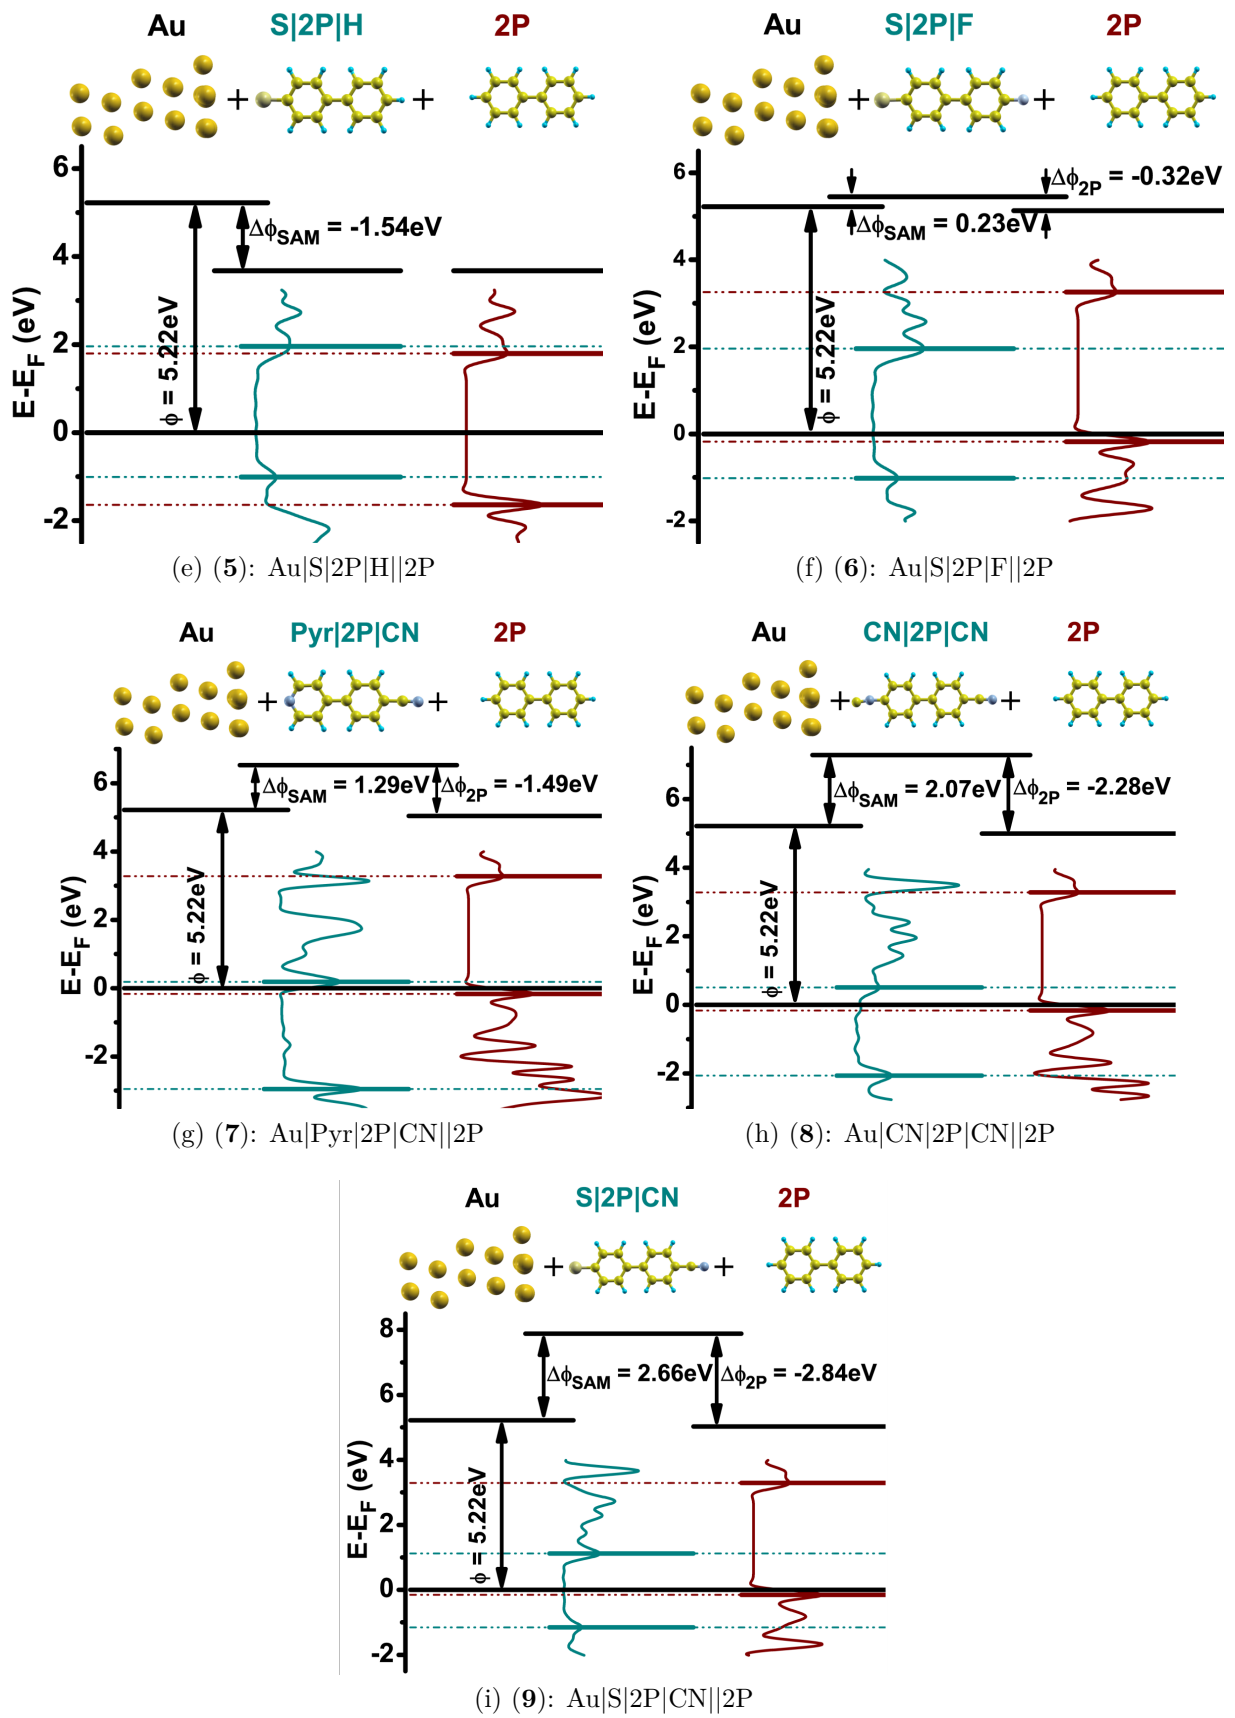 Au S|2P|H 2P
+ +
E-E_F (eV)
6
4
2
0
-2
ϕ = 5.22eV
Δϕ_SAM = -1.54eV
(e) (5): Au|S|2P|H||2P
Au S|2P|F 2P
+ +
E-E_F (eV)
6
4
2
0
-2
ϕ = 5.22eV
Δϕ_2P = -0.32eV
Δϕ_SAM = 0.23eV
(f) (6): Au|S|2P|F||2P
Au Pyr|2P|CN 2P
+ +
E-E_F (eV)
6
4
2
0
-2
ϕ = 5.22eV
Δϕ_SAM = 1.29eV Δϕ_2P = -1.49eV
(g) (7): Au|Pyr|2P|CN||2P
Au CN|2P|CN 2P
+ +
E-E_F (eV)
6
4
2
0
-2
ϕ = 5.22eV
Δϕ_SAM = 2.07eV Δϕ_2P = -2.28eV
(h) (8): Au|CN|2P|CN||2P
Au S|2P|CN 2P
+ +
E-E_F (eV)
8
6
4
2
0
-2
ϕ = 5.22eV
Δϕ_SAM = 2.66eV Δϕ_2P = -2.84eV
(i) (9): Au|S|2P|CN||2P